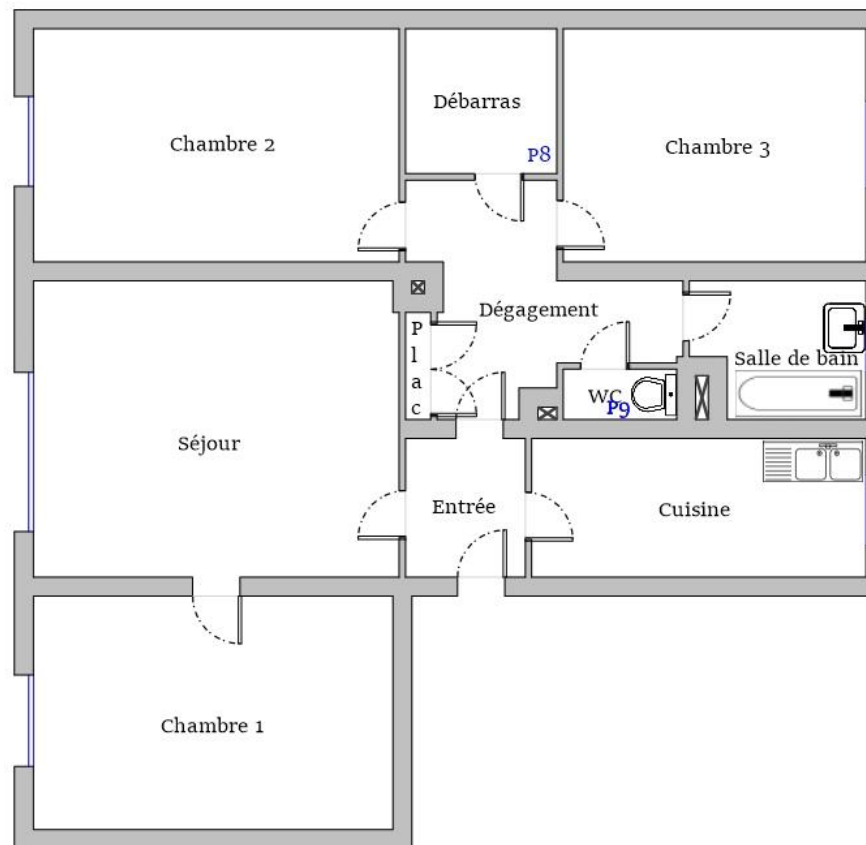 Débarras
Chambre 2
Chambre 3
P8
Dégagement
P
l
a
c
Salle de bain
WC
P9
Séjour
Entrée
Cuisine
Chambre 1